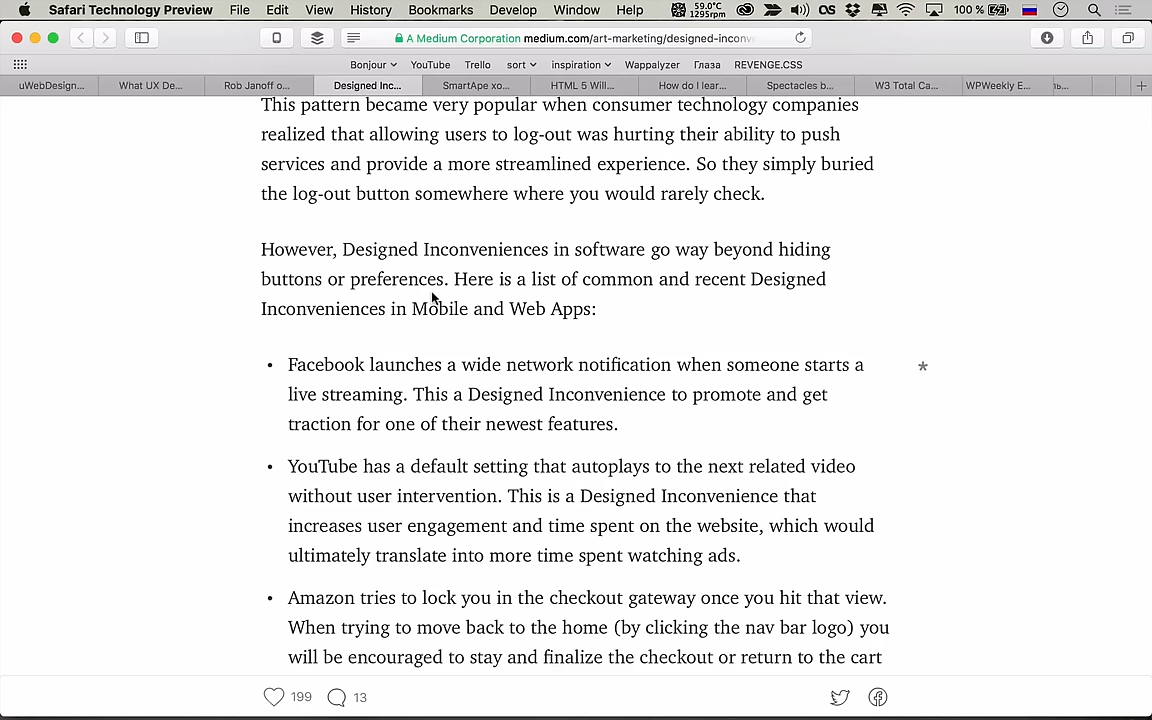 Safari Technology Preview File Edit View History Bookmarks Develop Window Help 59.0°C 1295rpm OS 100 %
A Medium Corporation medium.com/art-marketing/designed-inconv
Bonjour YouTube Trello sort inspiration Wappalyzer Глаза REVENGE.CSS
uWebDesign... What UX De... Rob Janoff o... Designed Inc... SmartApe хо... HTML 5 Will... How do I lear... Spectacles b... W3 Total Ca... WPWeekly E...
This pattern became very popular when consumer technology companies
realized that allowing users to log-out was hurting their ability to push
services and provide a more streamlined experience. So they simply buried
the log-out button somewhere where you would rarely check.
However, Designed Inconveniences in software go way beyond hiding
buttons or preferences. Here is a list of common and recent Designed
Inconveniences in Mobile and Web Apps:
• Facebook launches a wide network notification when someone starts a *
live streaming. This a Designed Inconvenience to promote and get
traction for one of their newest features.
• YouTube has a default setting that autoplays to the next related video
without user intervention. This is a Designed Inconvenience that
increases user engagement and time spent on the website, which would
ultimately translate into more time spent watching ads.
• Amazon tries to lock you in the checkout gateway once you hit that view.
When trying to move back to the home (by clicking the nav bar logo) you
will be encouraged to stay and finalize the checkout or return to the cart
199 13